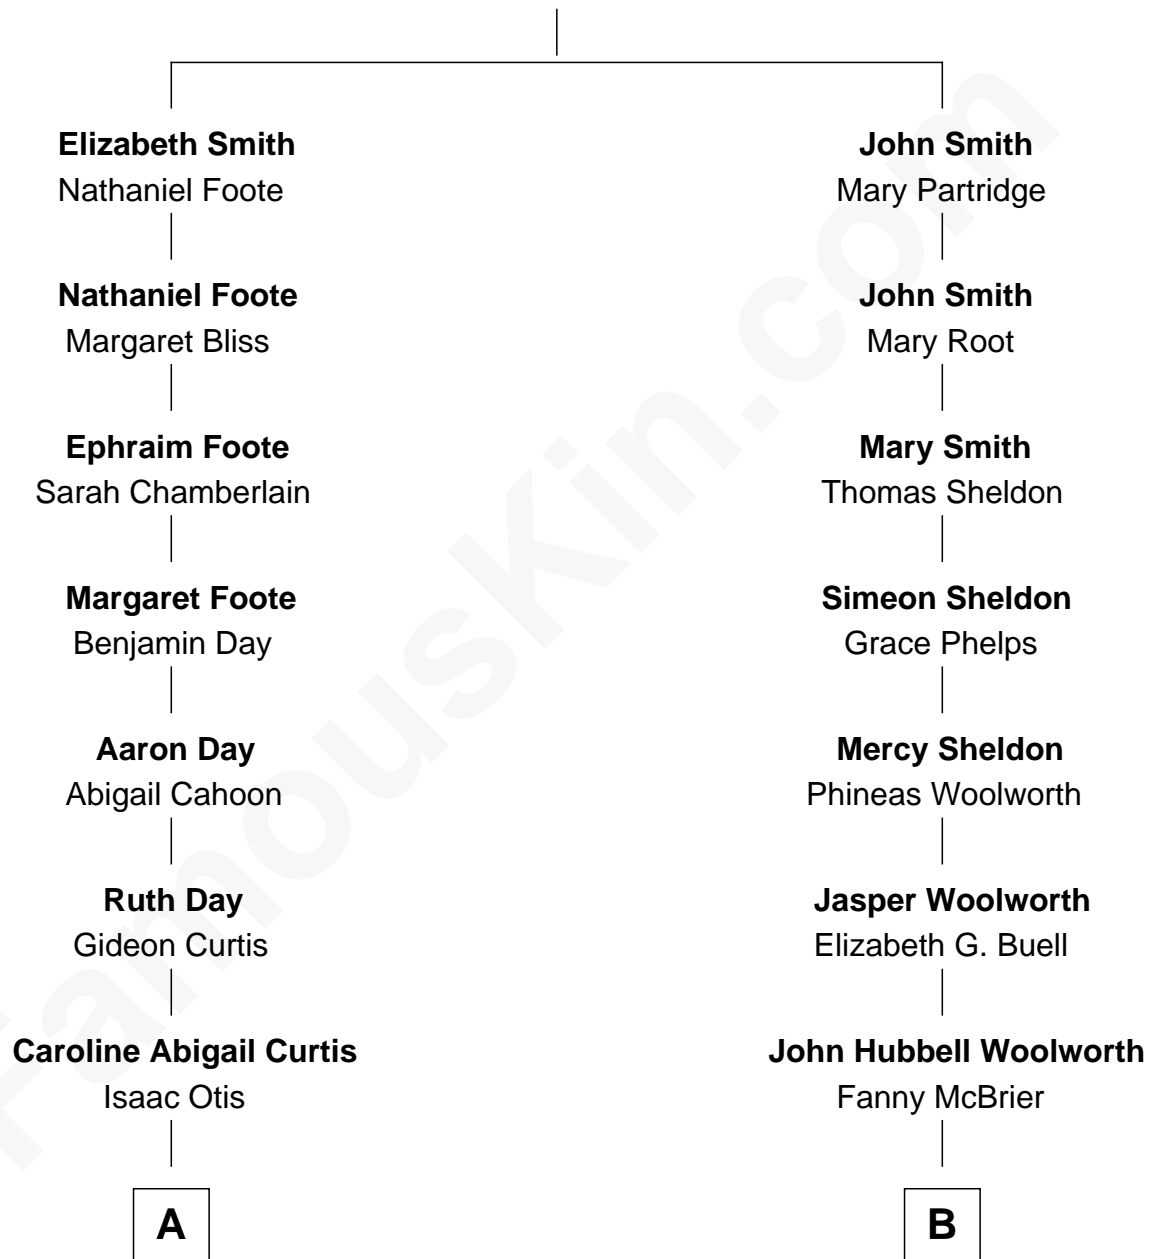 Elizabeth Smith
Nathaniel Foote
Nathaniel Foote
Margaret Bliss
Ephraim Foote
Sarah Chamberlain
Margaret Foote
Benjamin Day
Aaron Day
Abigail Cahoon
Ruth Day
Gideon Curtis
Caroline Abigail Curtis
Isaac Otis
A
John Smith
Mary Partridge
John Smith
Mary Root
Mary Smith
Thomas Sheldon
Simeon Sheldon
Grace Phelps
Mercy Sheldon
Phineas Woolworth
Jasper Woolworth
Elizabeth G. Buell
John Hubbell Woolworth
Fanny McBrier
B
FamousKin.com